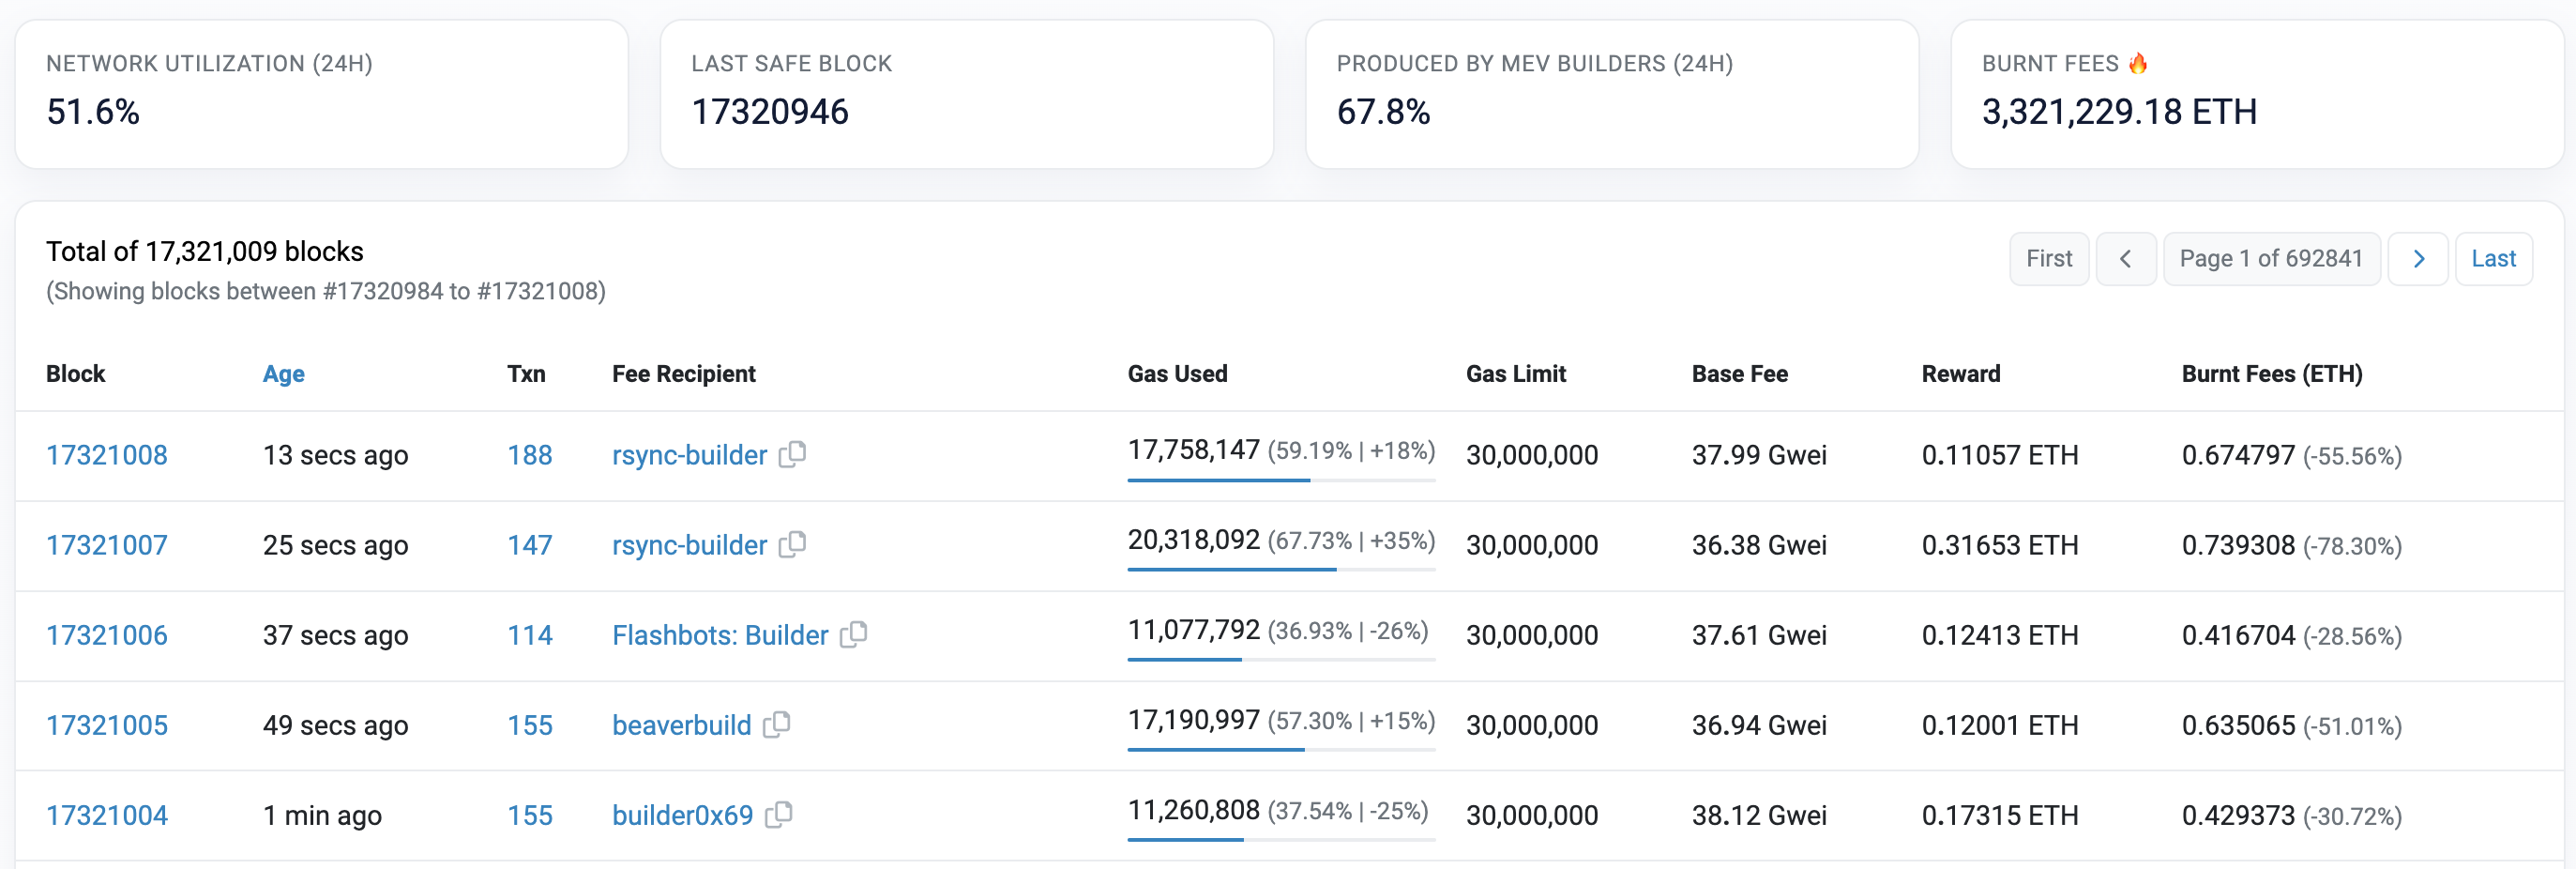 NETWORK UTILIZATION (24H)
51.6%
LAST SAFE BLOCK
17320946
PRODUCED BY MEV BUILDERS (24H)
67.8%
BURNT FEES 🔥
3,321,229.18 ETH
Total of 17,321,009 blocks
(Showing blocks between #17320984 to #17321008)
First < Page 1 of 692841 > Last
Block Age Txn Fee Recipient Gas Used Gas Limit Base Fee Reward Burnt Fees (ETH)
17321008 13 secs ago 188 rsync-builder 17,758,147 (59.19% | +18%) 30,000,000 37.99 Gwei 0.11057 ETH 0.674797 (-55.56%)
17321007 25 secs ago 147 rsync-builder 20,318,092 (67.73% | +35%) 30,000,000 36.38 Gwei 0.31653 ETH 0.739308 (-78.30%)
17321006 37 secs ago 114 Flashbots: Builder 11,077,792 (36.93% | -26%) 30,000,000 37.61 Gwei 0.12413 ETH 0.416704 (-28.56%)
17321005 49 secs ago 155 beaverbuild 17,190,997 (57.30% | +15%) 30,000,000 36.94 Gwei 0.12001 ETH 0.635065 (-51.01%)
17321004 1 min ago 155 builder0x69 11,260,808 (37.54% | -25%) 30,000,000 38.12 Gwei 0.17315 ETH 0.429373 (-30.72%)